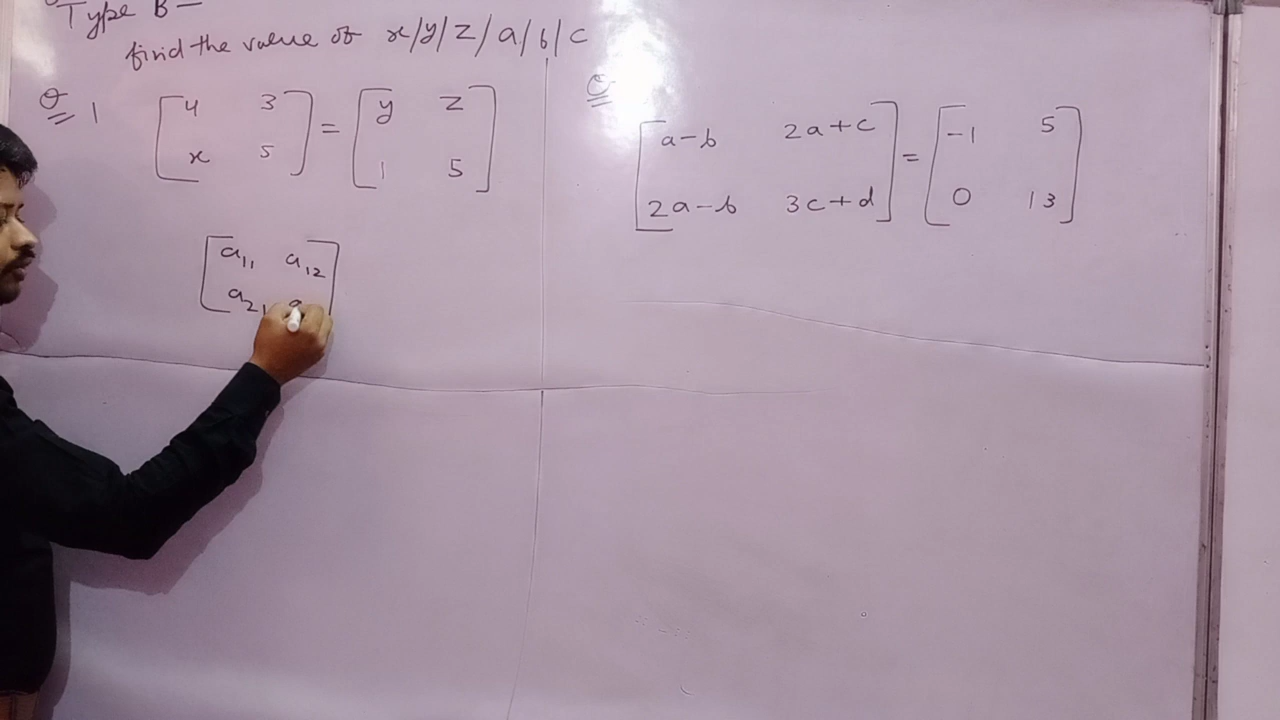 Type B-
find the value of x/y/z/a/b/c
Q 1 [4 3 = [y z
x 5] 1 5]
[a11 a12
a21 a
Q
[a-b 2a+c] = [-1 5
2a-b 3c+d] 0 13]